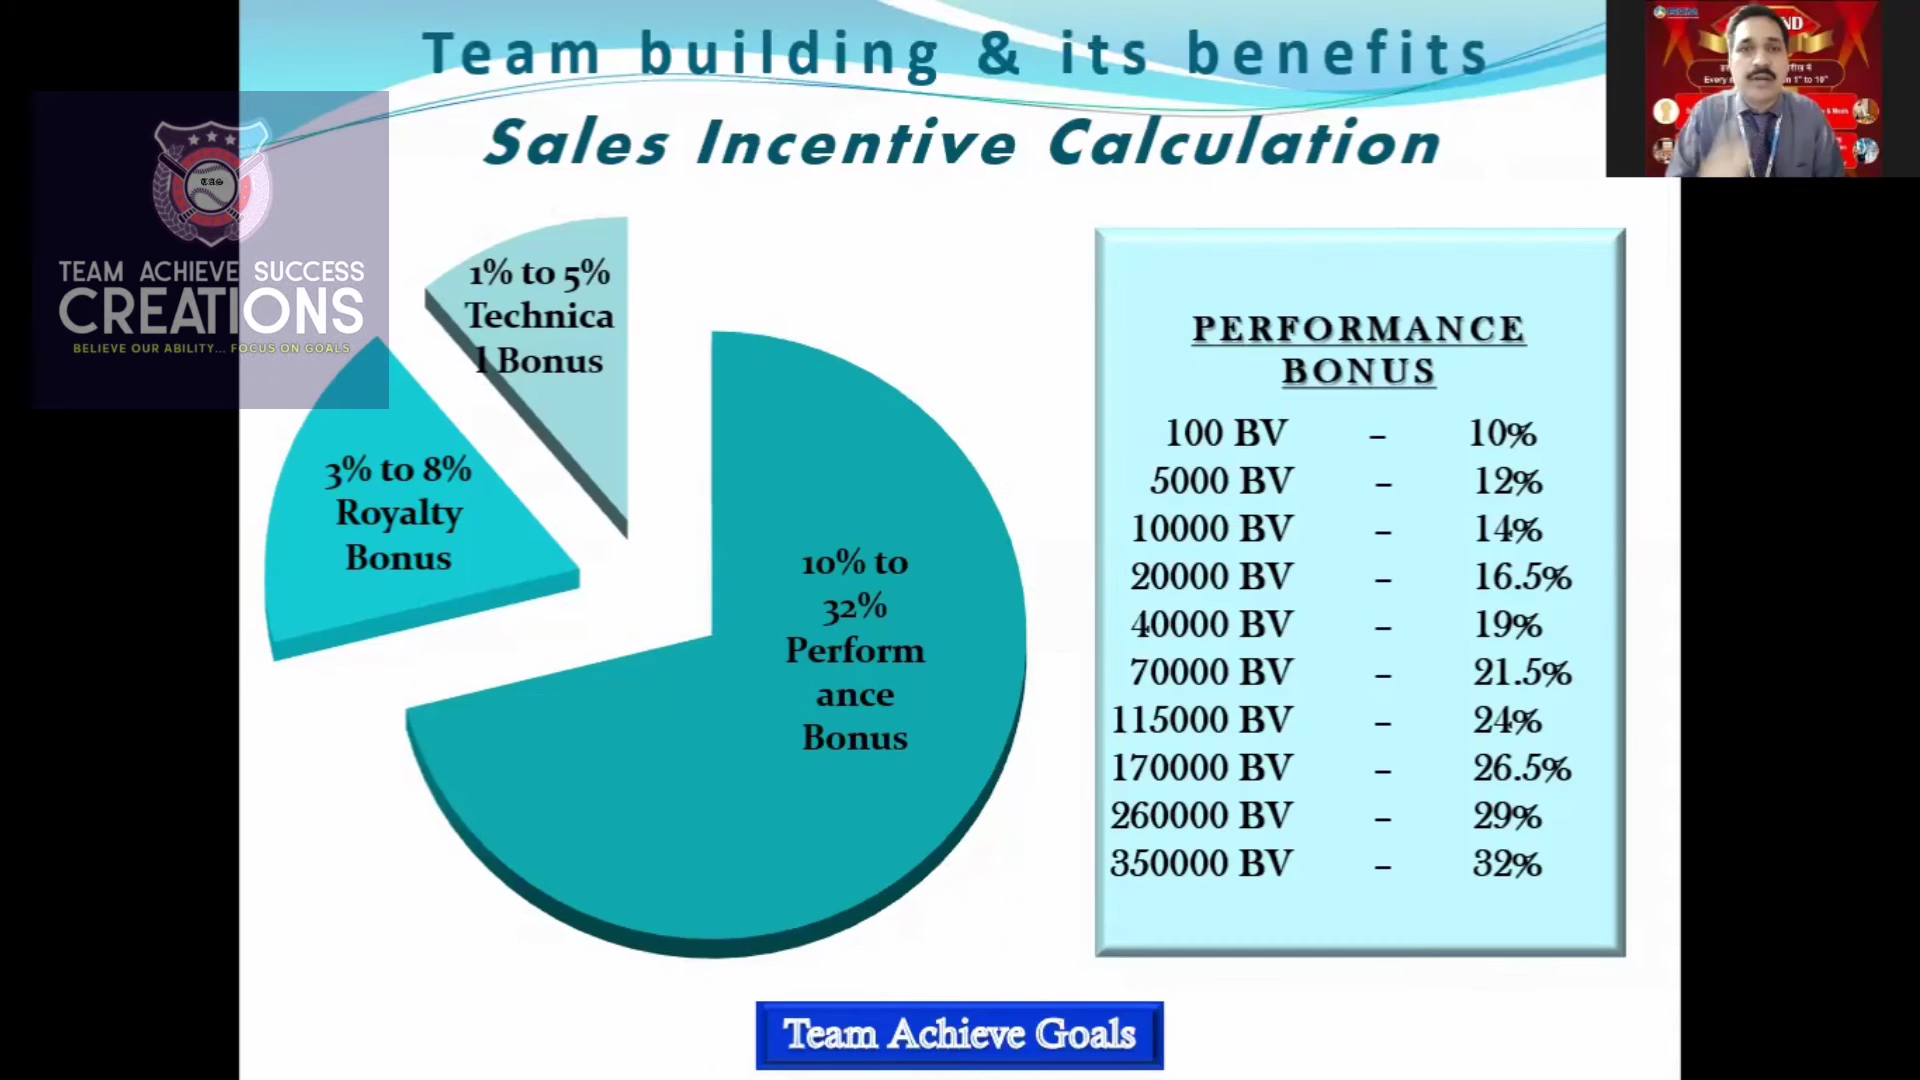 Team building & its benefits
Sales Incentive Calculation
TAS
TEAM ACHIEVE SUCCESS
CREATIONS
BELIEVE OUR ABILITY... FOCUS ON GOALS
1% to 5%
Technica
l Bonus
3% to 8%
Royalty
Bonus
10% to
32%
Perform
ance
Bonus
PERFORMANCE
BONUS
100 BV – 10%
5000 BV – 12%
10000 BV – 14%
20000 BV – 16.5%
40000 BV – 19%
70000 BV – 21.5%
115000 BV – 24%
170000 BV – 26.5%
260000 BV – 29%
350000 BV – 32%
Team Achieve Goals